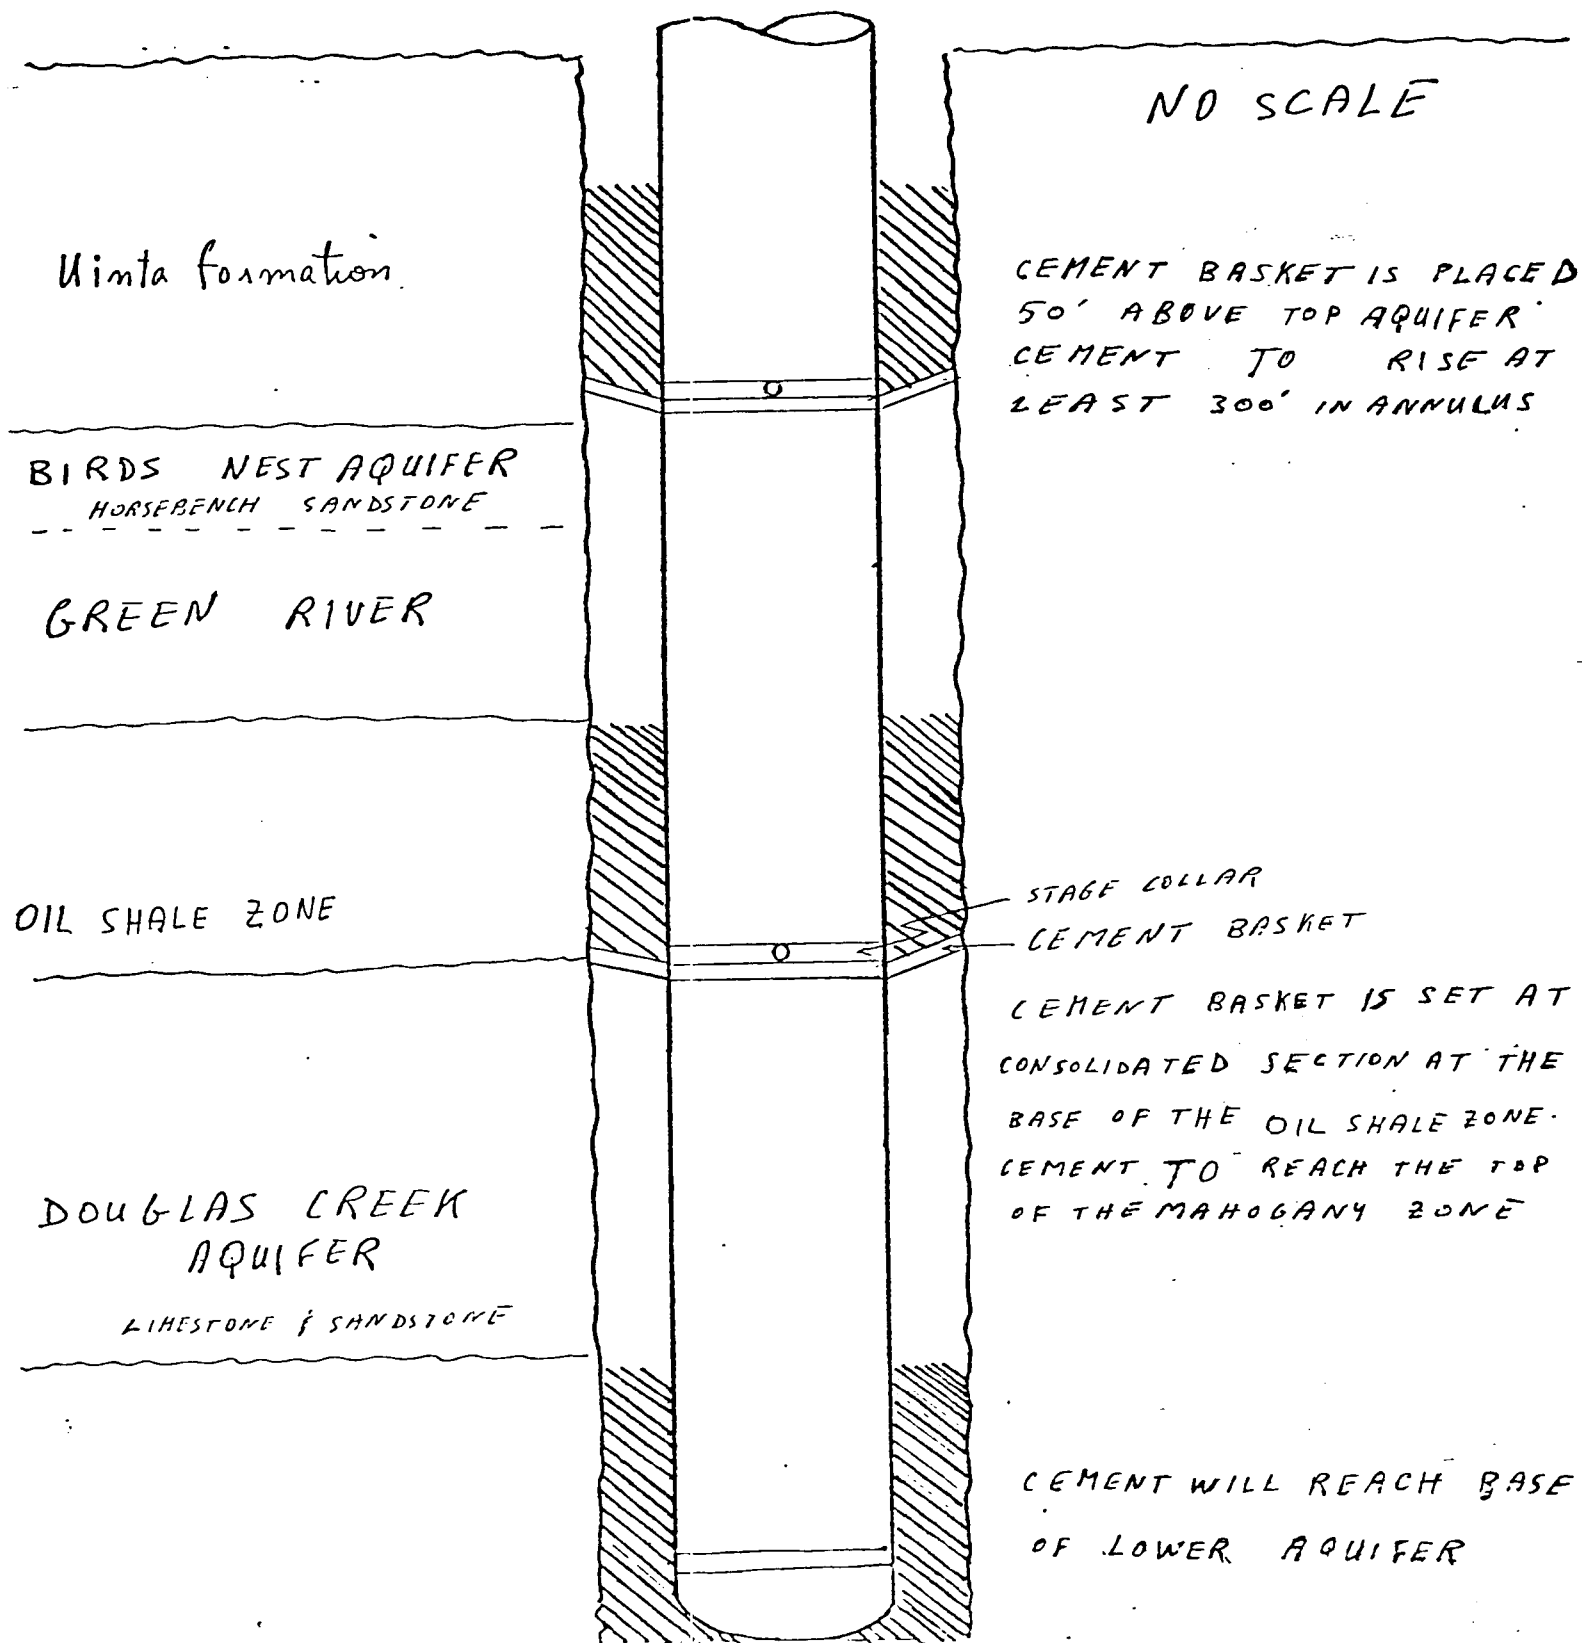 NO SCALE
Uinta formation.
CEMENT BASKET IS PLACED
50' ABOVE TOP AQUIFER
CEMENT TO RISE AT
LEAST 300' IN ANNULUS
BIRDS NEST AQUIFER
HORSEBENCH SANDSTONE
GREEN RIVER
OIL SHALE ZONE
STAGE COLLAR
CEMENT BASKET
CEMENT BASKET IS SET AT
CONSOLIDATED SECTION AT THE
BASE OF THE OIL SHALE ZONE.
CEMENT TO REACH THE TOP
OF THE MAHOGANY ZONE
DOUGLAS CREEK
AQUIFER
LIMESTONE & SANDSTONE
CEMENT WILL REACH BASE
OF LOWER AQUIFER